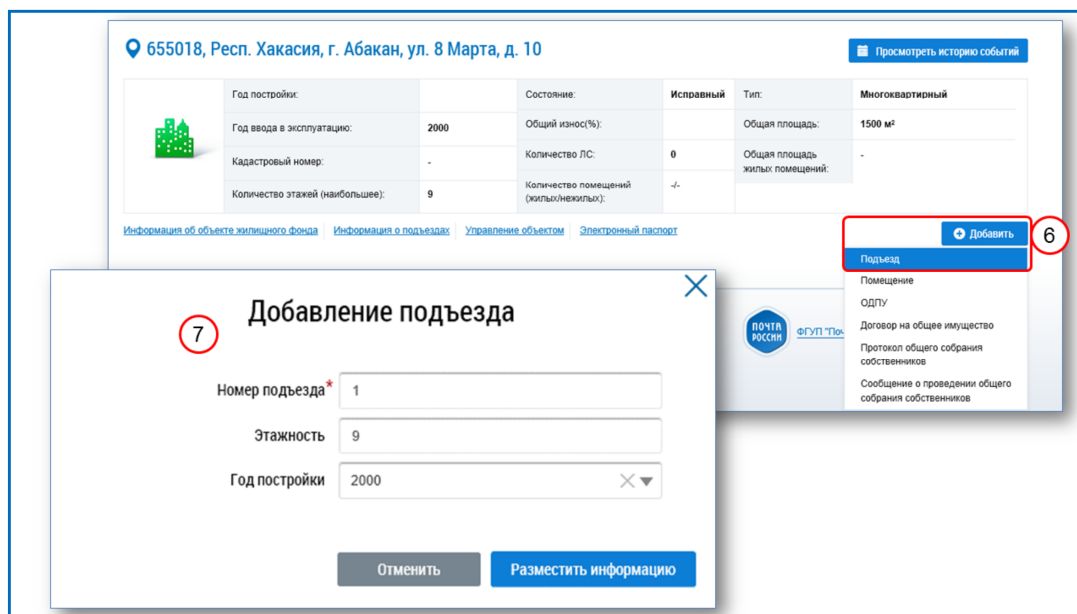 655018, Респ. Хакасия, г. Абакан, ул. 8 Марта, д. 10
Просмотреть историю событий
Год постройки:
Состояние: Исправный
Тип: Многоквартирный
Год ввода в эксплуатацию: 2000
Общий износ(%):
Общая площадь: 1500 м²
Кадастровый номер: -
Количество ЛС: 0
Общая площадь
жилых помещений: -
Количество этажей (наибольшее): 9
Количество помещений
(жилых/нежилых): -/-
Информация об объекте жилищного фонда Информация о подъездах Управление объектом Электронный паспорт
Добавить
6
Подъезд
Помещение
ОДПУ
Договор на общее имущество
Протокол общего собрания
собственников
Сообщение о проведении общего
собрания собственников
ПОЧТА
РОССИИ
ФГУП
7
Добавление подъезда
Номер подъезда* 1
Этажность 9
Год постройки 2000
Отменить
Разместить информацию